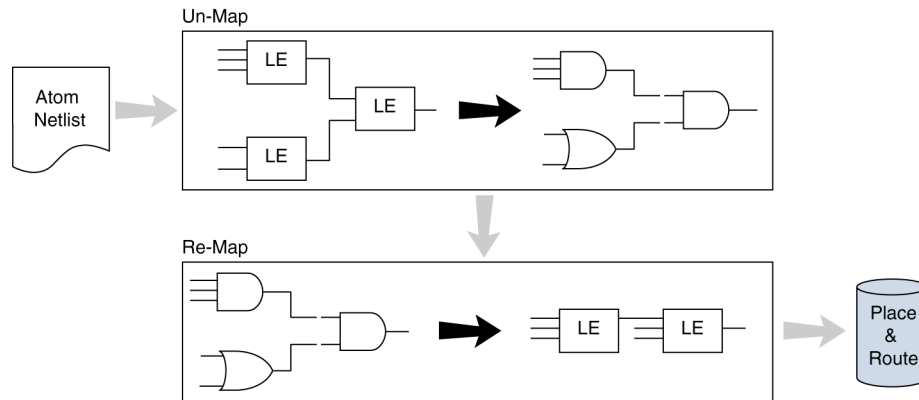 Un-Map
LE
LE
LE
Atom
Netlist
Re-Map
LE
LE
Place
&
Route